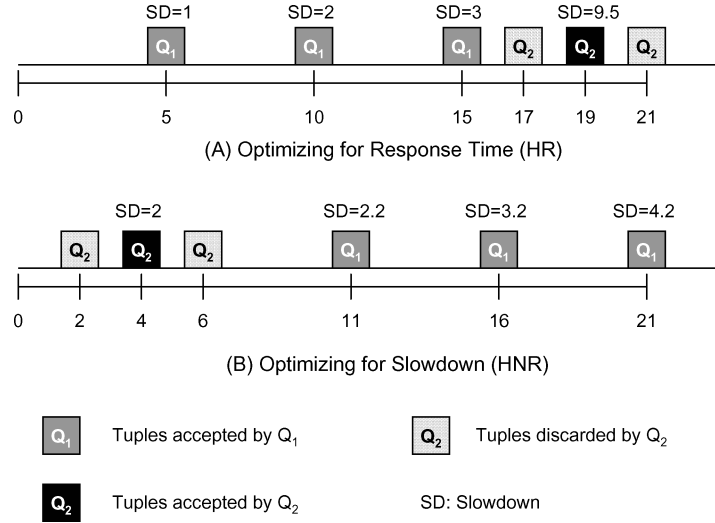 SD=1 SD=2 SD=3 SD=9.5
Q1 Q1 Q1 Q2 Q2 Q2
0 5 10 15 17 19 21
(A) Optimizing for Response Time (HR)
SD=2 SD=2.2 SD=3.2 SD=4.2
Q2 Q2 Q2 Q1 Q1 Q1
0 2 4 6 11 16 21
(B) Optimizing for Slowdown (HNR)
Q1 Tuples accepted by Q1 Q2 Tuples discarded by Q2
Q2 Tuples accepted by Q2 SD: Slowdown